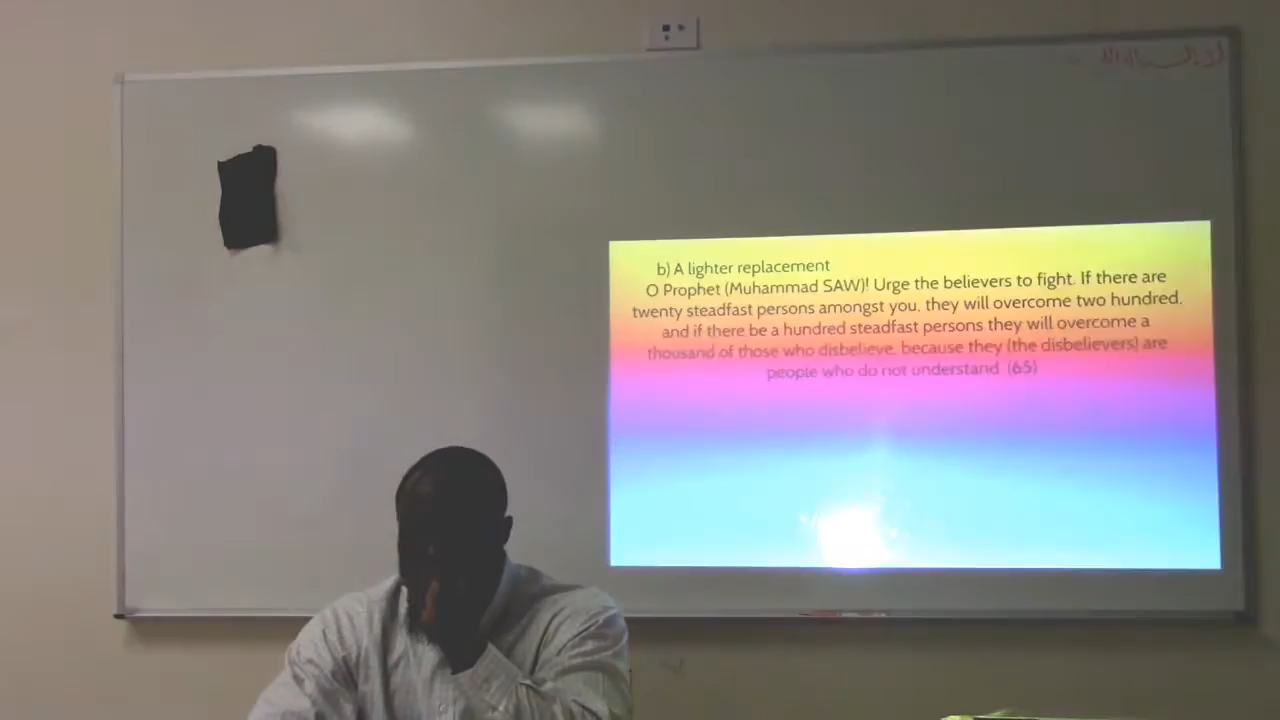 b) A lighter replacement
O Prophet (Muhammad SAW)! Urge the believers to fight. If there are
twenty steadfast persons amongst you, they will overcome two hundred,
and if there be a hundred steadfast persons they will overcome a
thousand of those who disbelieve, because they (the disbelievers) are
people who do not understand. (65)